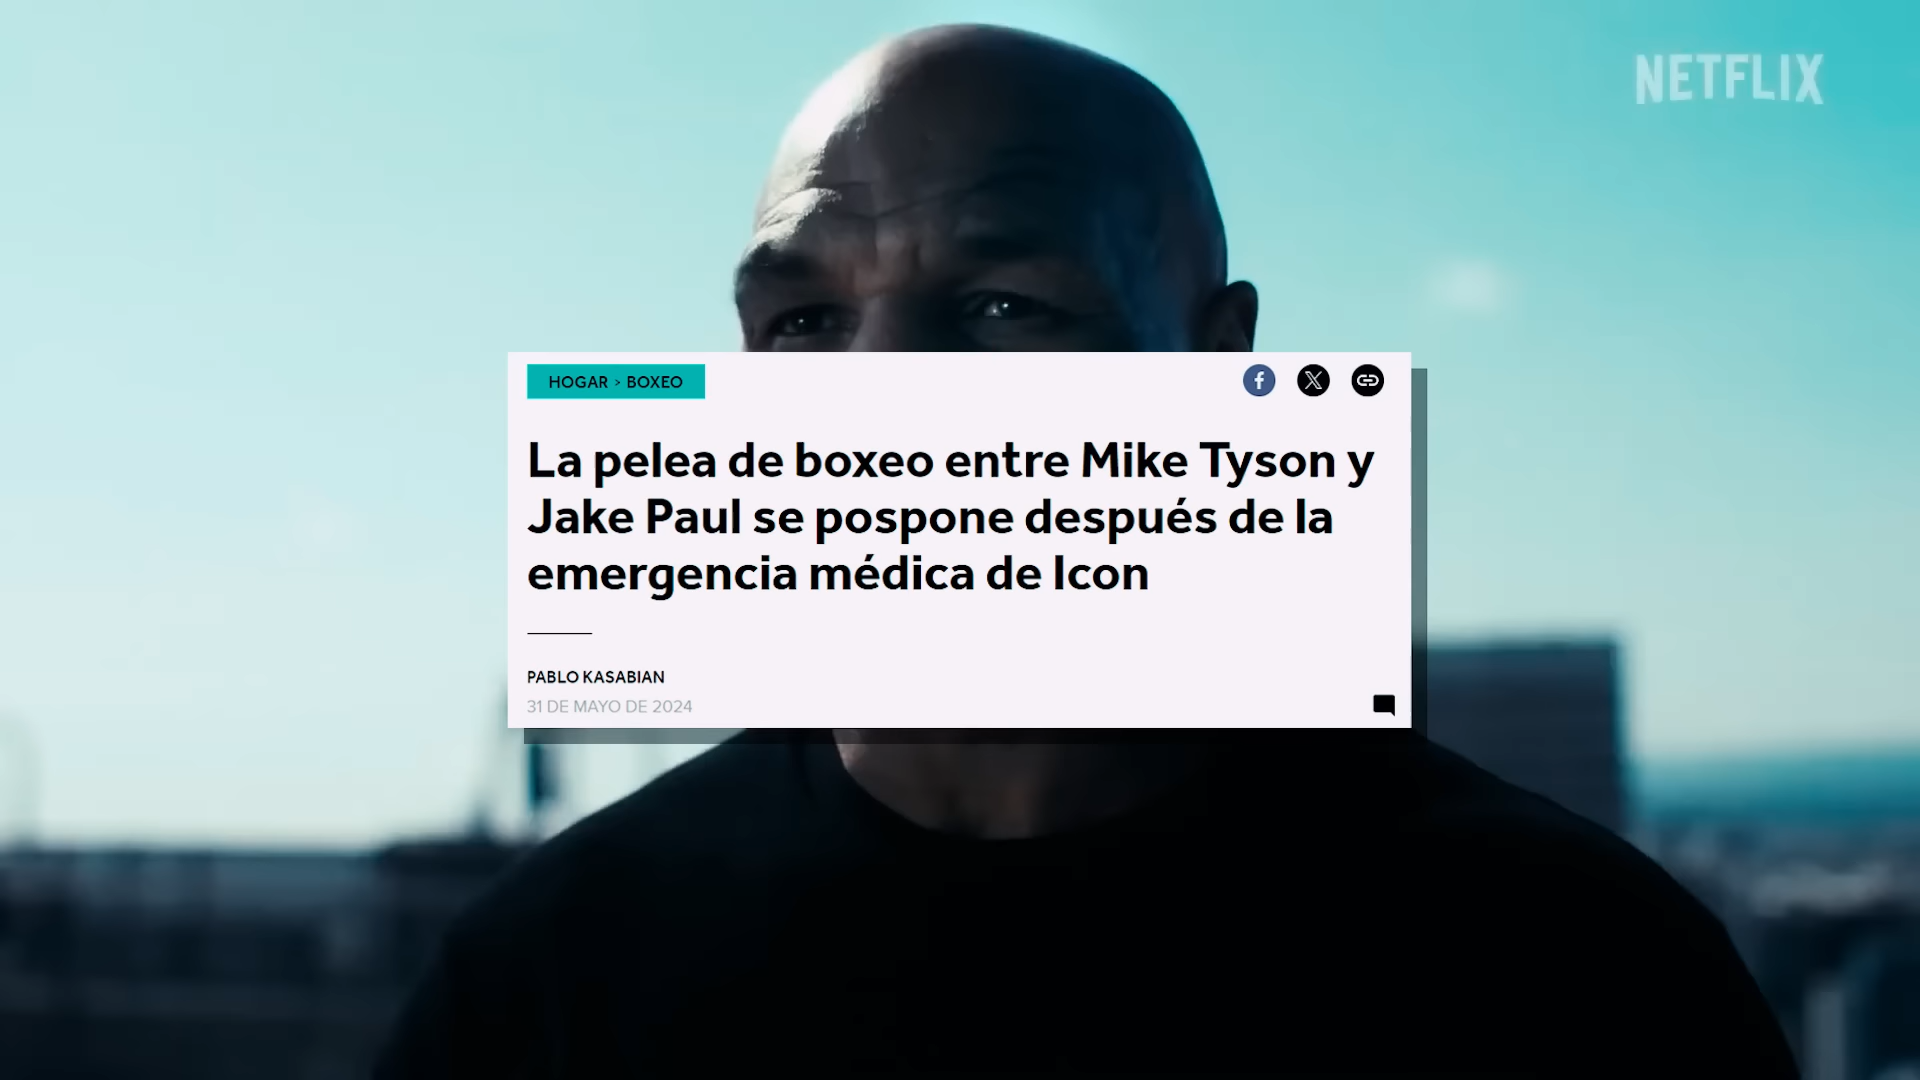 NETFLIX
HOGAR > BOXEO
La pelea de boxeo entre Mike Tyson y
Jake Paul se pospone después de la
emergencia médica de Icon
PABLO KASABIAN
31 DE MAYO DE 2024